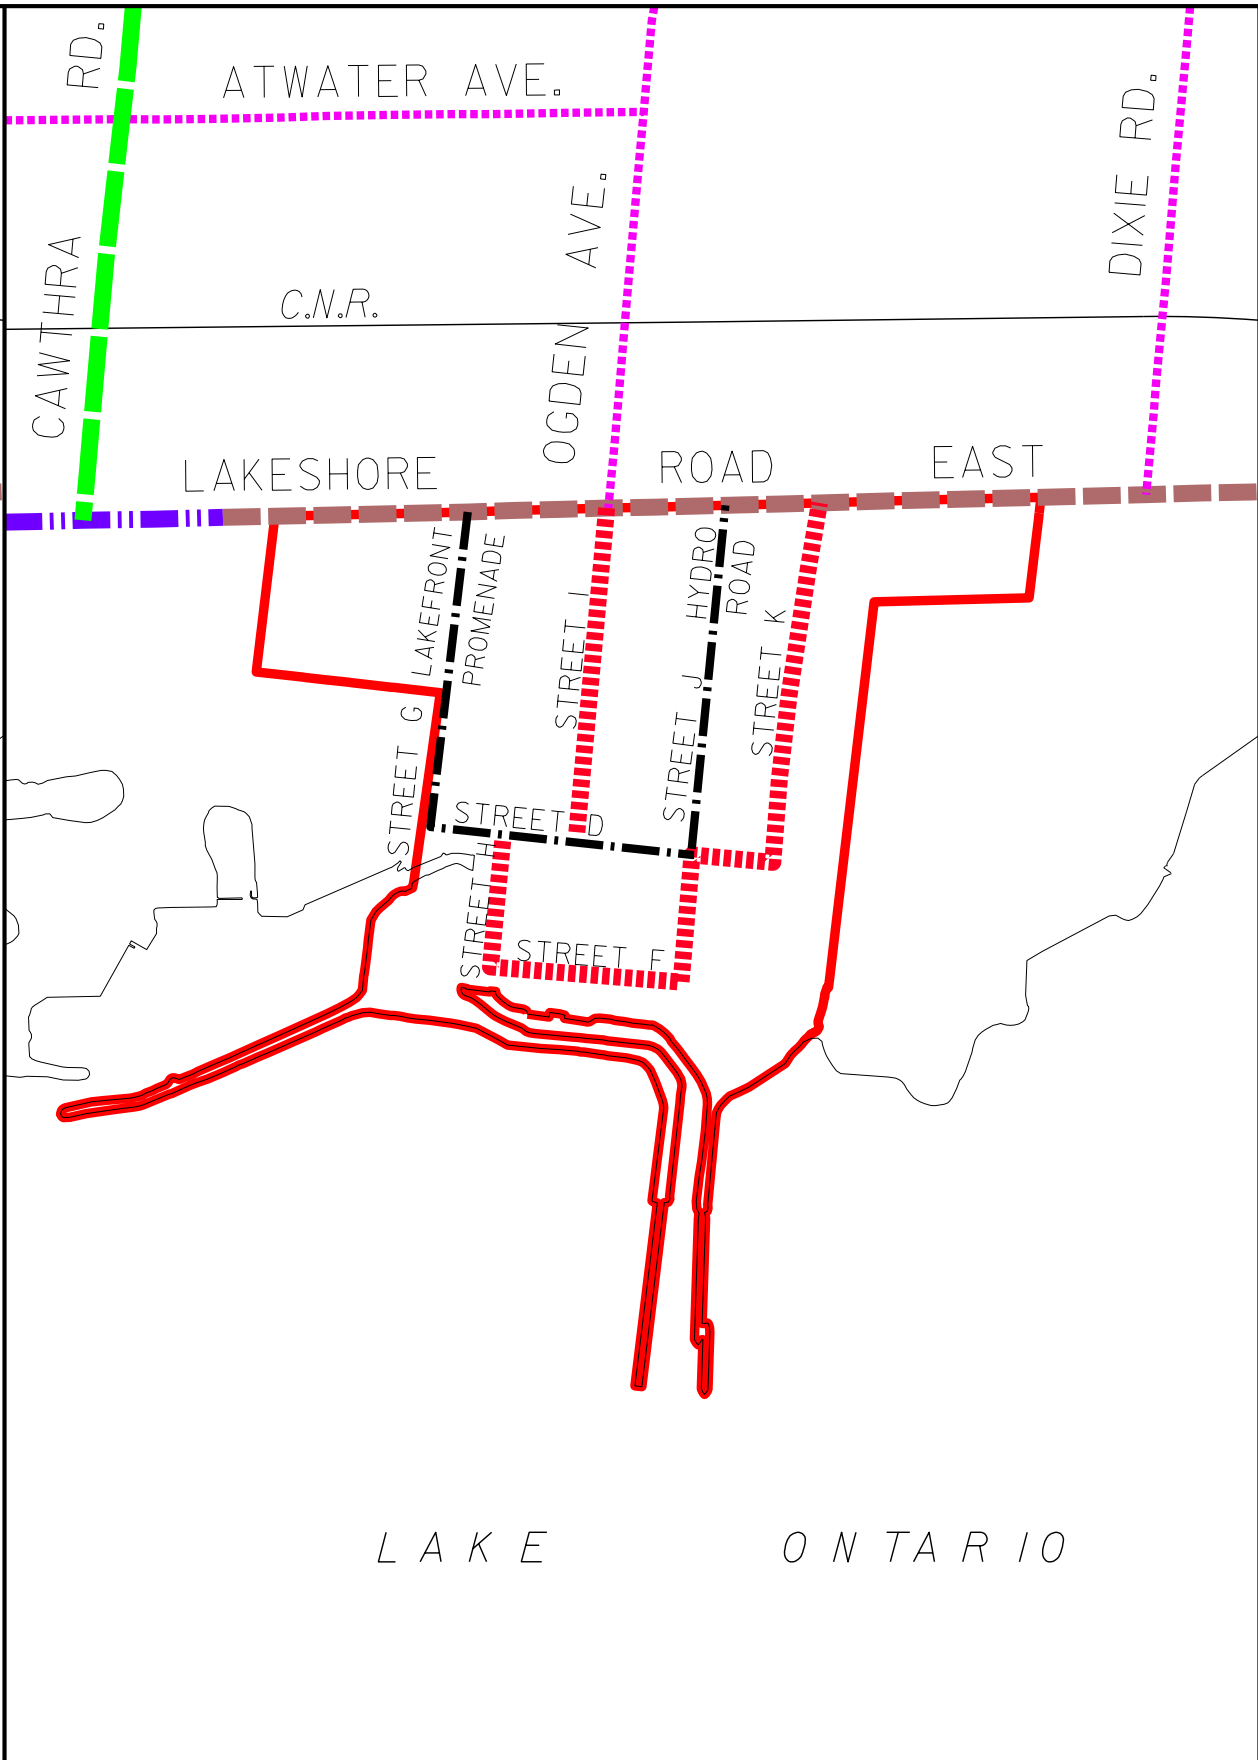 RD.
ATWATER AVE.
DIXIE RD.
OGDEN AVE.
CAWTHRA
C.N.R.
LAKESHORE ROAD EAST
LAKEFRONT
PROMENADE
STREET G
STREET I
HYDRO
ROAD
STREET J
STREET K
STREET D
STREET H
STREET F
LAKE ONTARIO